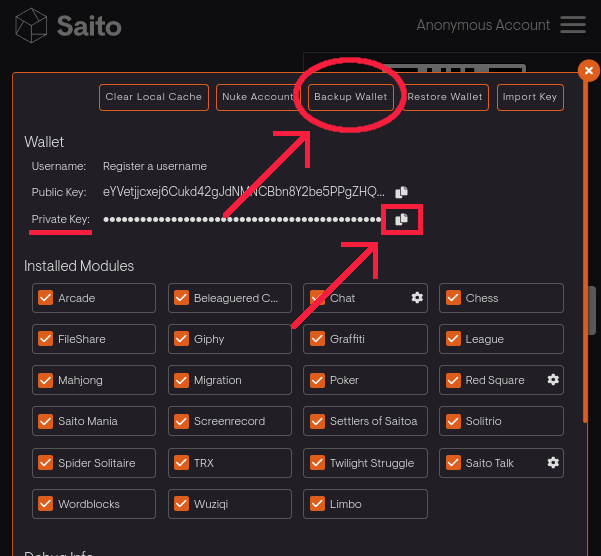 Saito
Anonymous Account
Clear Local Cache Nuke Account Backup Wallet Restore Wallet Import Key
Wallet
Username: Register a username
Public Key:
Private Key: ••••••••••••••••••••••••••••••••••••••••••••••
Installed Modules
Arcade Beleaguered C... Chat Chess
FileShare Giphy Graffiti League
Mahjong Migration Poker Red Square
Saito Mania Screenrecord Settlers of Saitoa Solitrio
Spider Solitaire TRX Twilight Struggle Saito Talk
Wordblocks Wuziqi Limbo
Debug Info